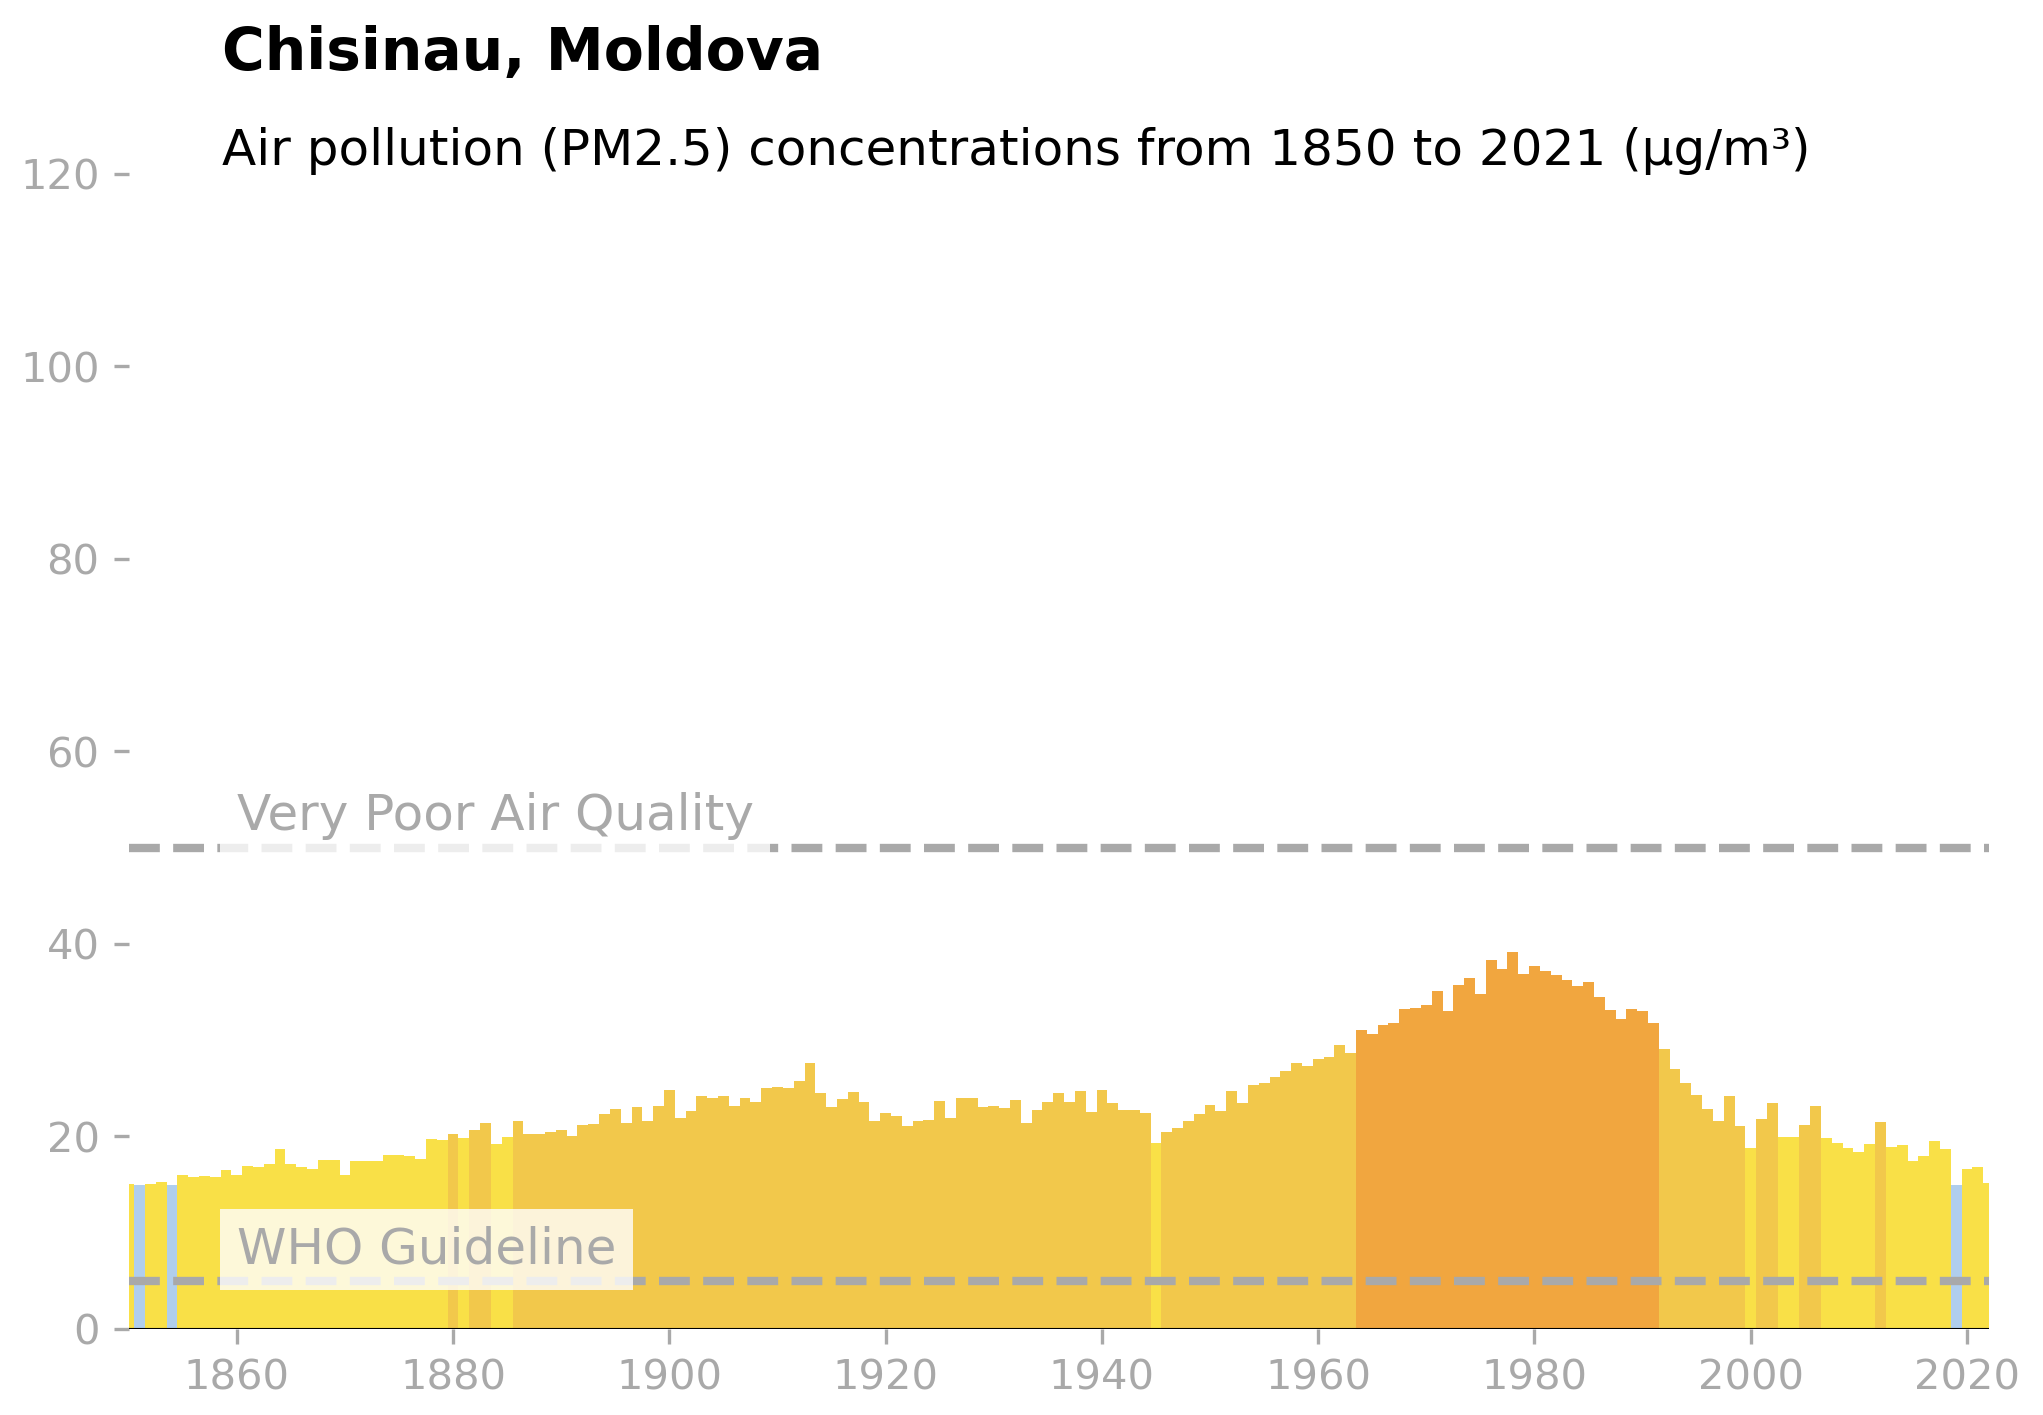 Chisinau, Moldova
Air pollution (PM2.5) concentrations from 1850 to 2021 (µg/m³)
120
100
80
60
Very Poor Air Quality
40
20
WHO Guideline
0
1860 1880 1900 1920 1940 1960 1980 2000 2020